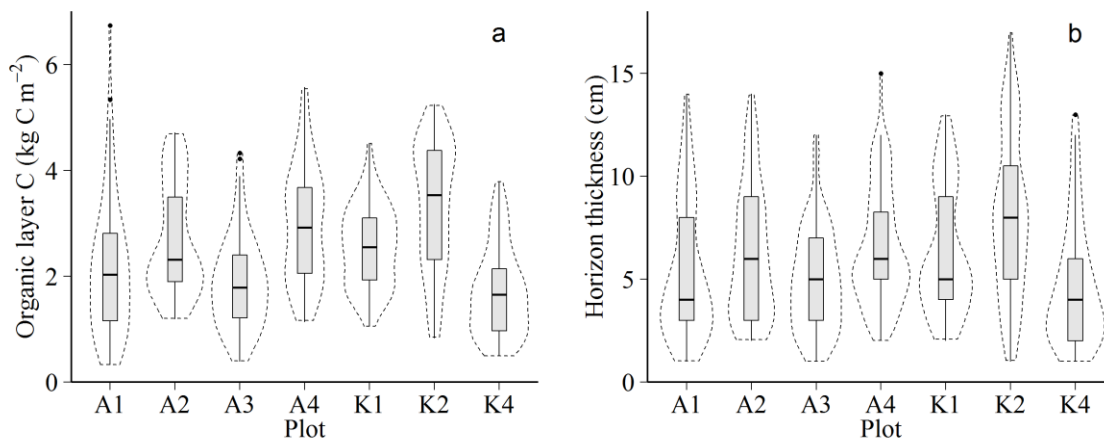 a
Organic layer C (kg C m⁻²)
6
4
2
0
A1 A2 A3 A4 K1 K2 K4
Plot
b
Horizon thickness (cm)
15
10
5
0
A1 A2 A3 A4 K1 K2 K4
Plot